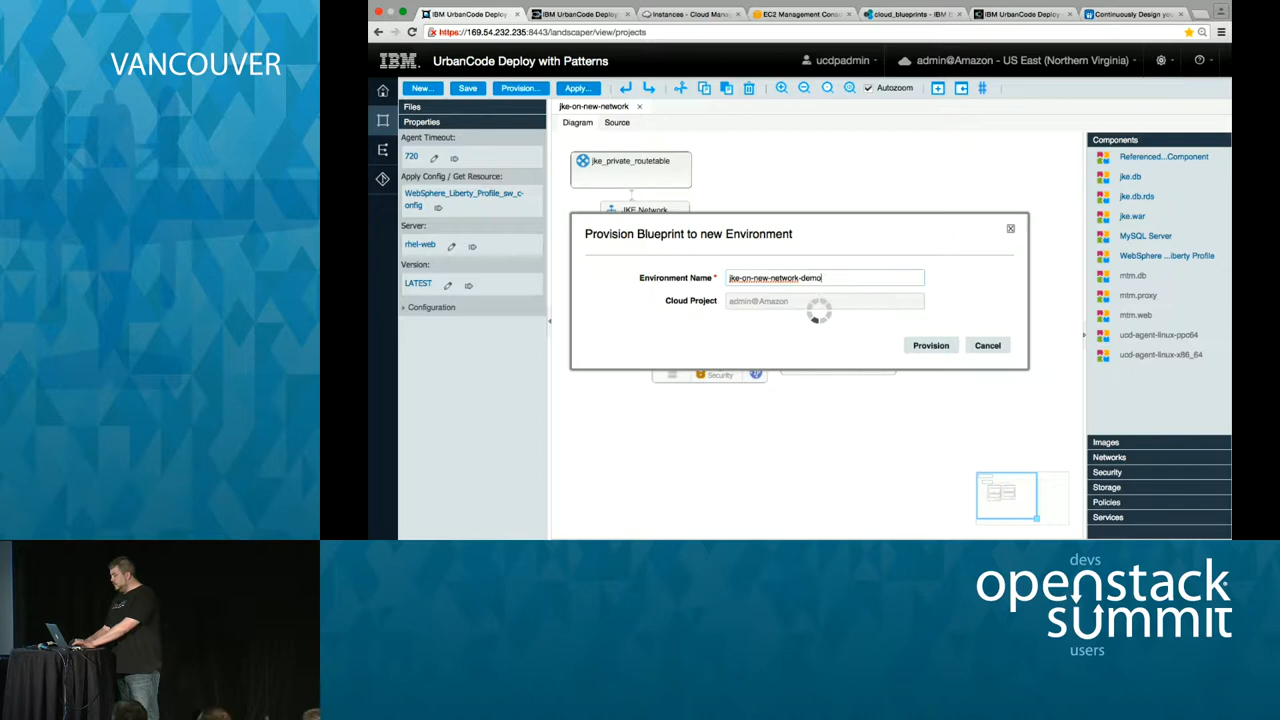 VANCOUVER
IBM UrbanCode Deploy
IBM UrbanCode Deploy
Instances - Cloud Mana
EC2 Management Cons
cloud_blueprints - IBM
IBM UrbanCode Deploy
Continuously Design you
https://169.54.232.235:8443/landscaper/view/projects
IBM UrbanCode Deploy with Patterns
ucdpadmin
admin@Amazon - US East (Northern Virginia)
New...
Save
Provision...
Apply...
Autozoom
Files
Properties
Agent Timeout:
720
Apply Config / Get Resource:
WebSphere_Liberty_Profile_sw_c-
onfig
Server:
rhel-web
Version:
LATEST
Configuration
jke-on-new-network
Diagram
Source
jke_private_routetable
JKE Network
Provision Blueprint to new Environment
Environment Name *
jke-on-new-network-demo
Cloud Project
admin@Amazon
Provision
Cancel
Security
Components
Referenced...Component
jke.db
jke.db.rds
jke.war
MySQL Server
WebSphere ...iberty Profile
mtm.db
mtm.proxy
mtm.web
ucd-agent-linux-ppc64
ucd-agent-linux-x86_64
Images
Networks
Security
Storage
Policies
Services
devs
openstack
summit
users